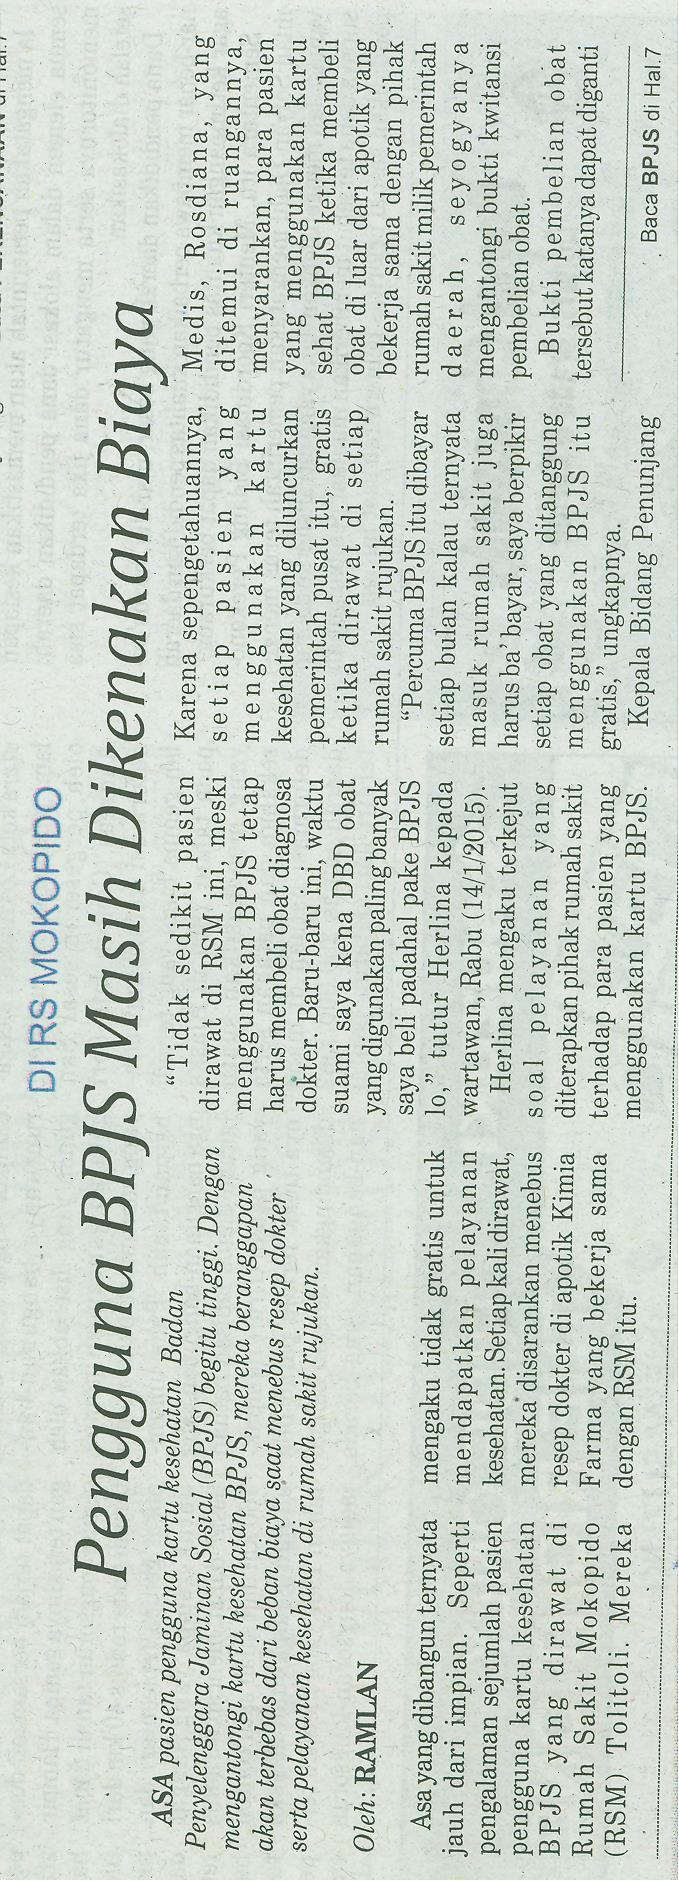 DI RS MOKOPIDO
Pengguna BPJS Masih Dikenakan Biaya
ASA pasien pengguna kartu kesehatan Badan
Penyelenggara Jaminan Sosial (BPJS) begitu tinggi. Dengan
mengantongi kartu kesehatan BPJS, mereka beranggapan
akan terbebas dari beban biaya saat menebus resep dokter
serta pelayanan kesehatan di rumah sakit rujukan.
Oleh: RAMLAN
Asa yang dibangun ternyata
jauh dari impian. Seperti
pengalaman sejumlah pasien
pengguna kartu kesehatan
BPJS yang dirawat di
Rumah Sakit Mokopido
(RSM) Tolitoli. Mereka
mengaku tidak gratis untuk
mendapatkan pelayanan
kesehatan. Setiap kali dirawat,
mereka disarankan menebus
resep dokter di apotik Kimia
Farma yang bekerja sama
dengan RSM itu.
“Tidak sedikit pasien
dirawat di RSM ini, meski
menggunakan BPJS tetap
harus membeli obat diagnosa
dokter. Baru-baru ini, waktu
suami saya kena DBD obat
yang digunakan paling banyak
saya beli padahal pake BPJS
lo,” tutur Herlina kepada
wartawan, Rabu (14/1/2015).
Herlina mengaku terkejut
soal pelayanan yang
diterapkan pihak rumah sakit
terhadap para pasien yang
menggunakan kartu BPJS.
Karena sepengetahuannya,
setiap pasien yang
menggunakan kartu
kesehatan yang diluncurkan
pemerintah pusat itu, gratis
ketika dirawat di setiap
rumah sakit rujukan.
“Percuma BPJS itu dibayar
setiap bulan kalau ternyata
masuk rumah sakit juga
harus ba’ bayar, saya berpikir
setiap obat yang ditanggung
menggunakan BPJS itu
gratis,” ungkapnya.
Kepala Bidang Penunjang
Medis, Rosdiana, yang
ditemui di ruangannya,
menyarankan, para pasien
yang menggunakan kartu
sehat BPJS ketika membeli
obat di luar dari apotik yang
bekerja sama dengan pihak
rumah sakit milik pemerintah
daerah, seyogyanya
mengantongi bukti kwitansi
pembelian obat.
Bukti pembelian obat
tersebut katanya dapat diganti
Baca BPJS di Hal.7